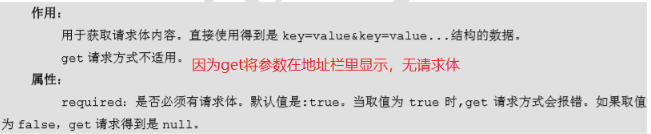 作用：
用于获取请求体内容。直接使用得到是 key=value&key=value...结构的数据。
get 请求方式不适用。
因为get将参数在地址栏里显示，无请求体
属性：
required：是否必须有请求体。默认值是:true。当取值为 true 时,get 请求方式会报错。如果取值
为 false，get 请求得到是 null。